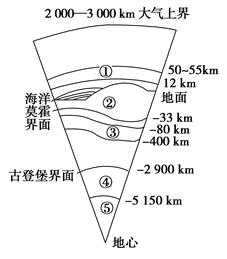 2 000—3 000 km 大气上界
①
50~55km
12 km
海洋
地面
②
莫霍
界面
-33 km
-80 km
③
-400 km
古登堡界面
-2 900 km
④
-5 150 km
⑤
地心